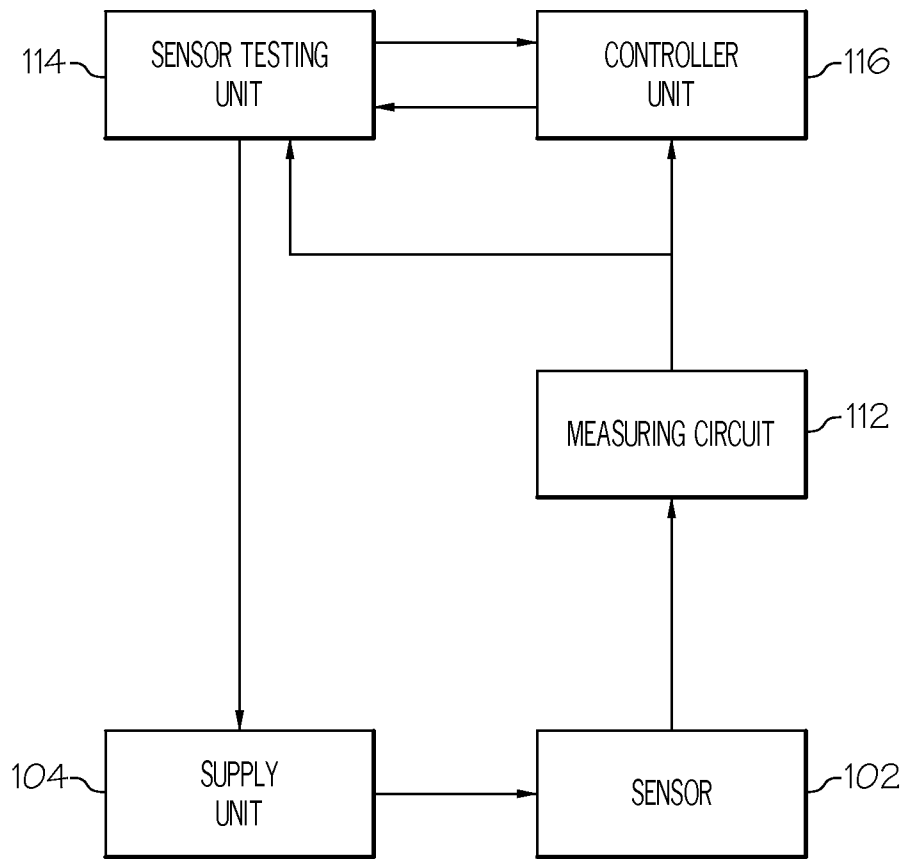 114
SENSOR TESTING
UNIT
CONTROLLER
UNIT
116
MEASURING CIRCUIT
112
104
SUPPLY
UNIT
SENSOR
102